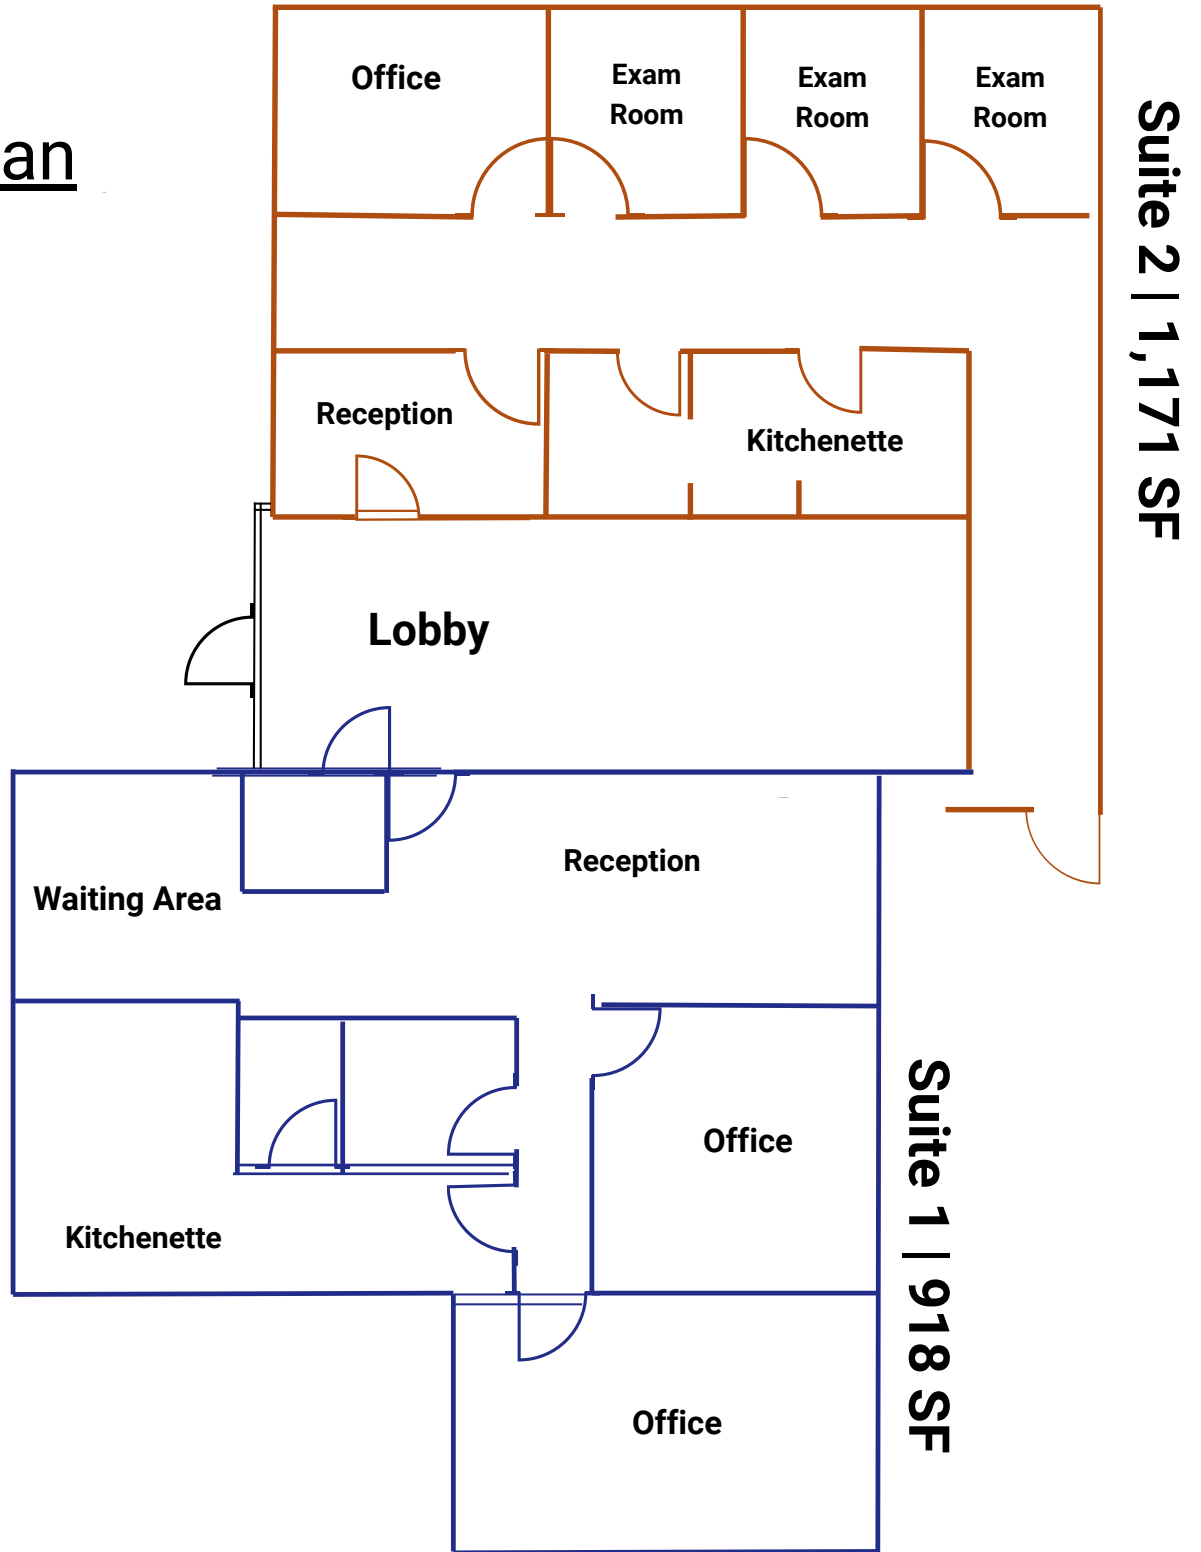 an
Office
Exam
Room
Exam
Room
Exam
Room
Suite 2 | 1,171 SF
Reception
Kitchenette
Lobby
Reception
Waiting Area
Office
Kitchenette
Suite 1 | 918 SF
Office